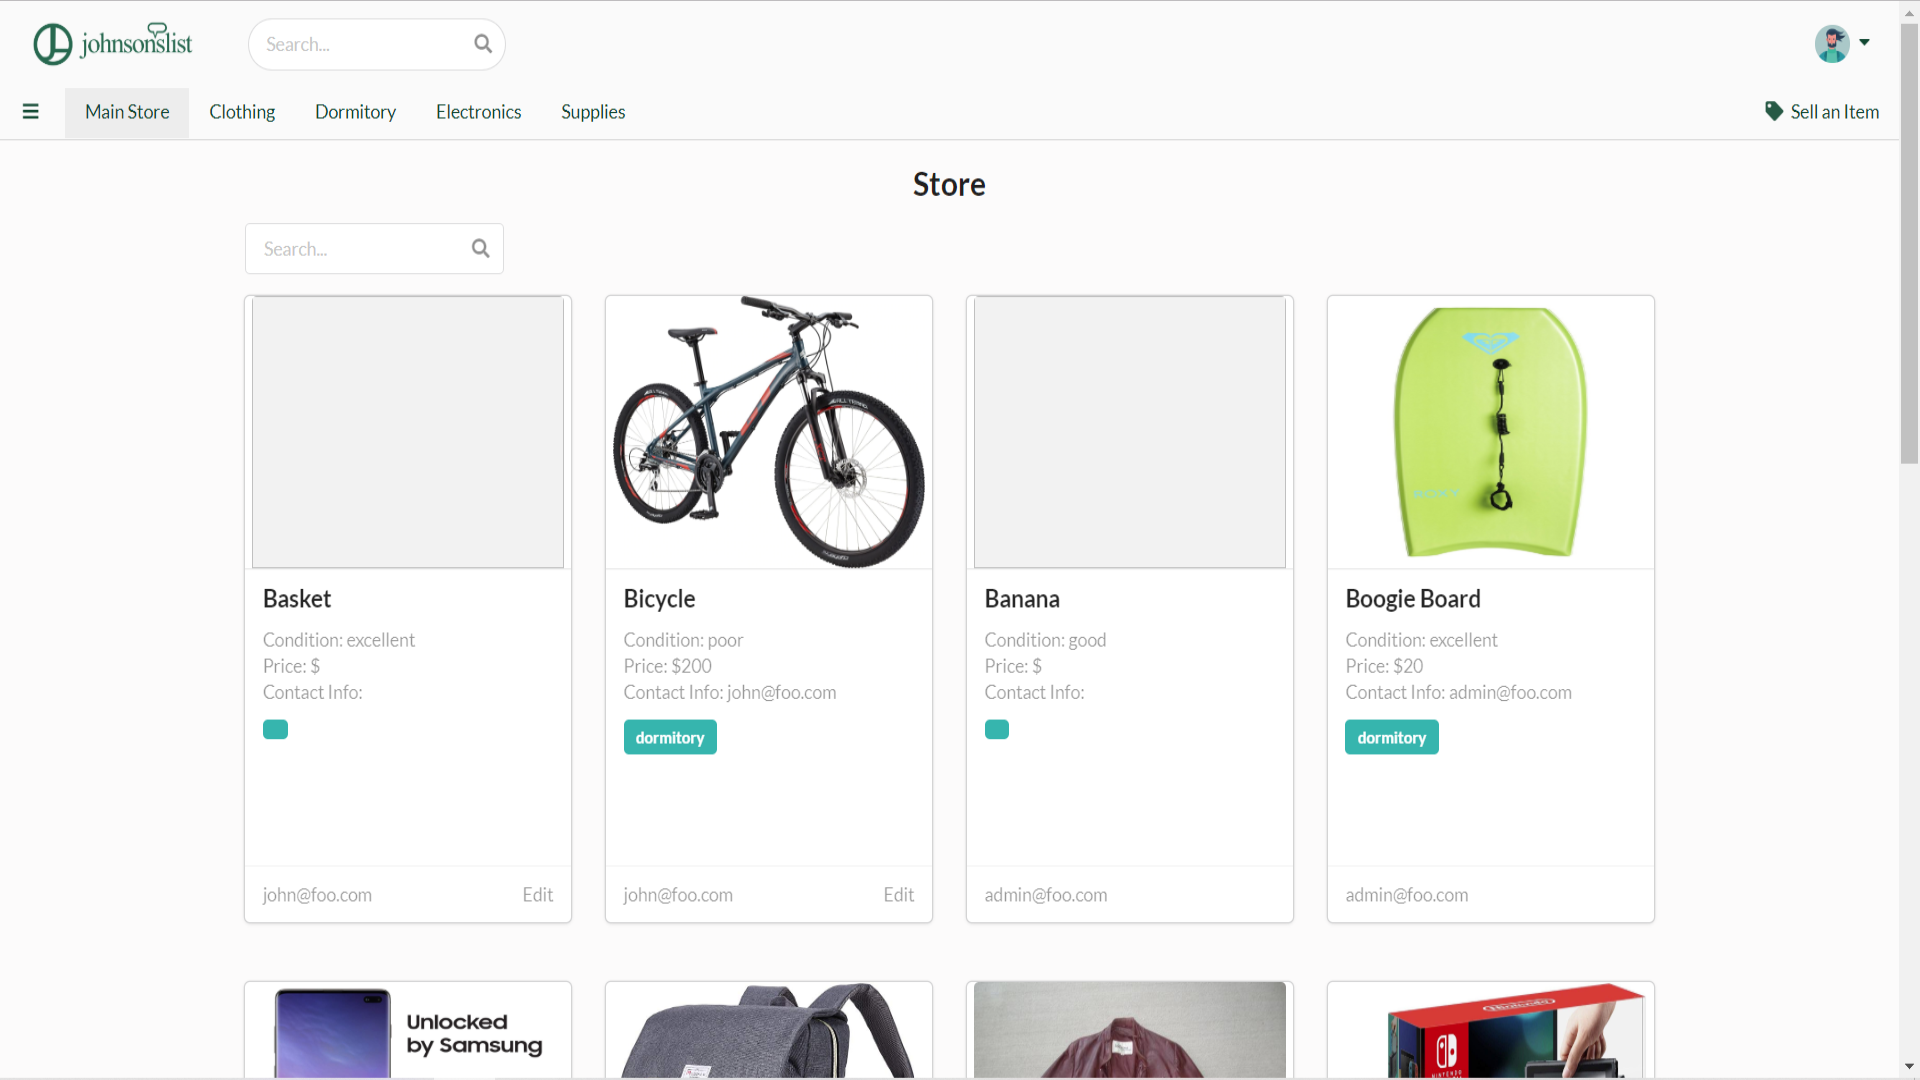 johnsonslist
Search...
Main Store
Clothing
Dormitory
Electronics
Supplies
Sell an Item
Store
Search...
Basket
Condition: excellent
Price: $
Contact Info:
john@foo.com
Edit
Bicycle
Condition: poor
Price: $200
Contact Info: john@foo.com
dormitory
john@foo.com
Edit
Banana
Condition: good
Price: $
Contact Info:
admin@foo.com
ROXY
Boogie Board
Condition: excellent
Price: $20
Contact Info: admin@foo.com
dormitory
admin@foo.com
Unlocked
by Samsung
Nintendo